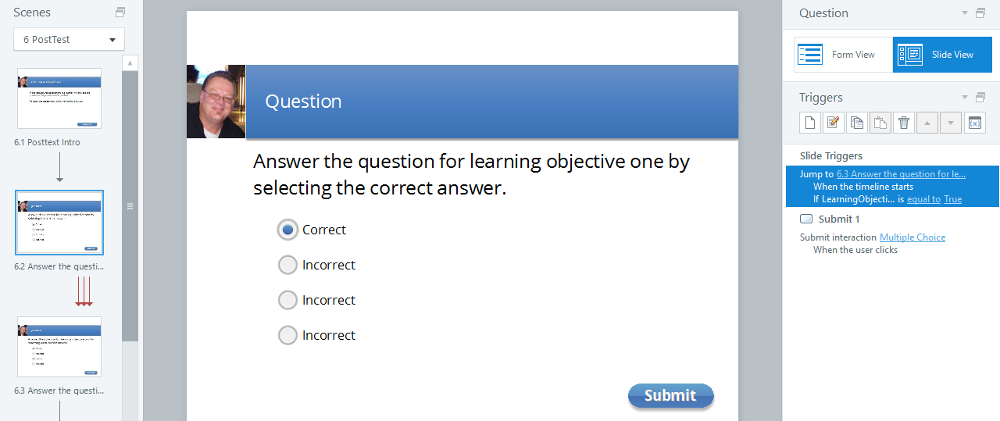 Scenes
6 PostTest
6.1 Posttext Intro
6.2 Answer the questi...
6.3 Answer the questi...
Question
Answer the question for learning objective one by
selecting the correct answer.
Correct
Incorrect
Incorrect
Incorrect
Submit
Question
Form View
Slide View
Triggers
(x)
Slide Triggers
Jump to 6.3 Answer the question for le...
When the timeline starts
If LearningObjecti... is equal to True
Submit 1
Submit interaction Multiple Choice
When the user clicks